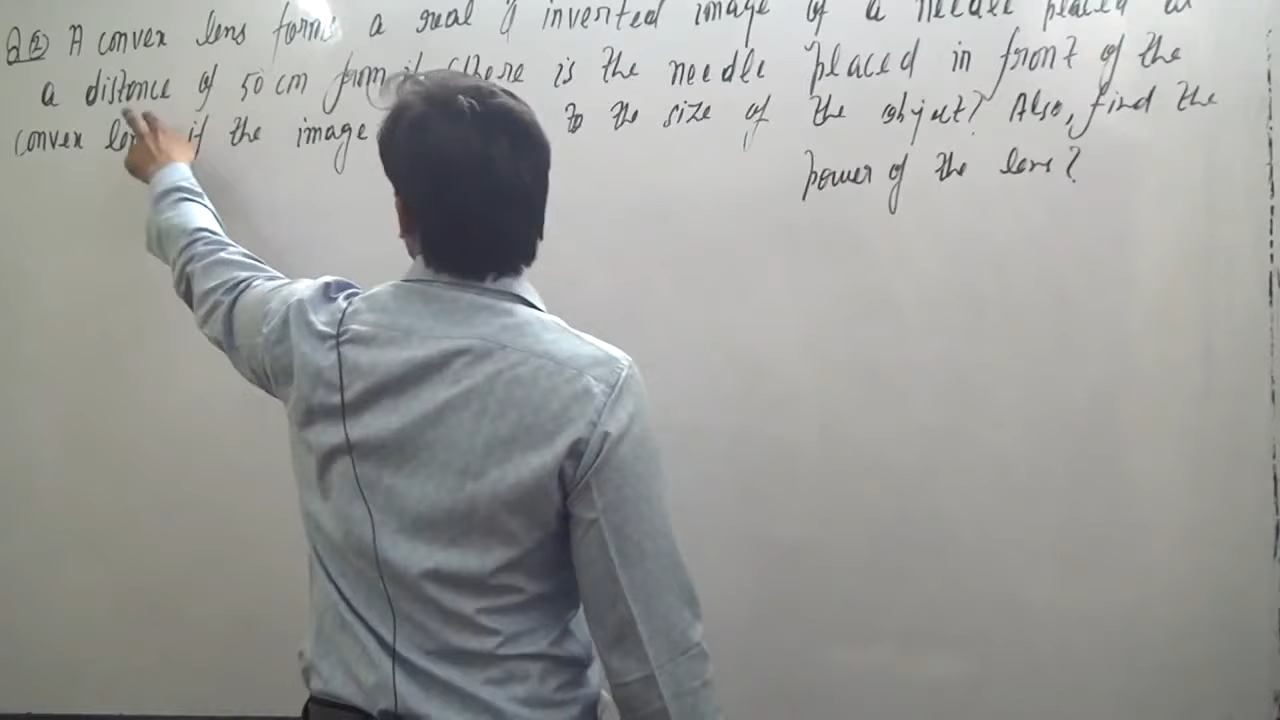 Q② A convex lens forms a real & inverted image of a needle placed at
a distance of 50 cm from it. Where is the needle placed in front of the
convex lens if the image to the size of the object? Also, find the
power of the lens?